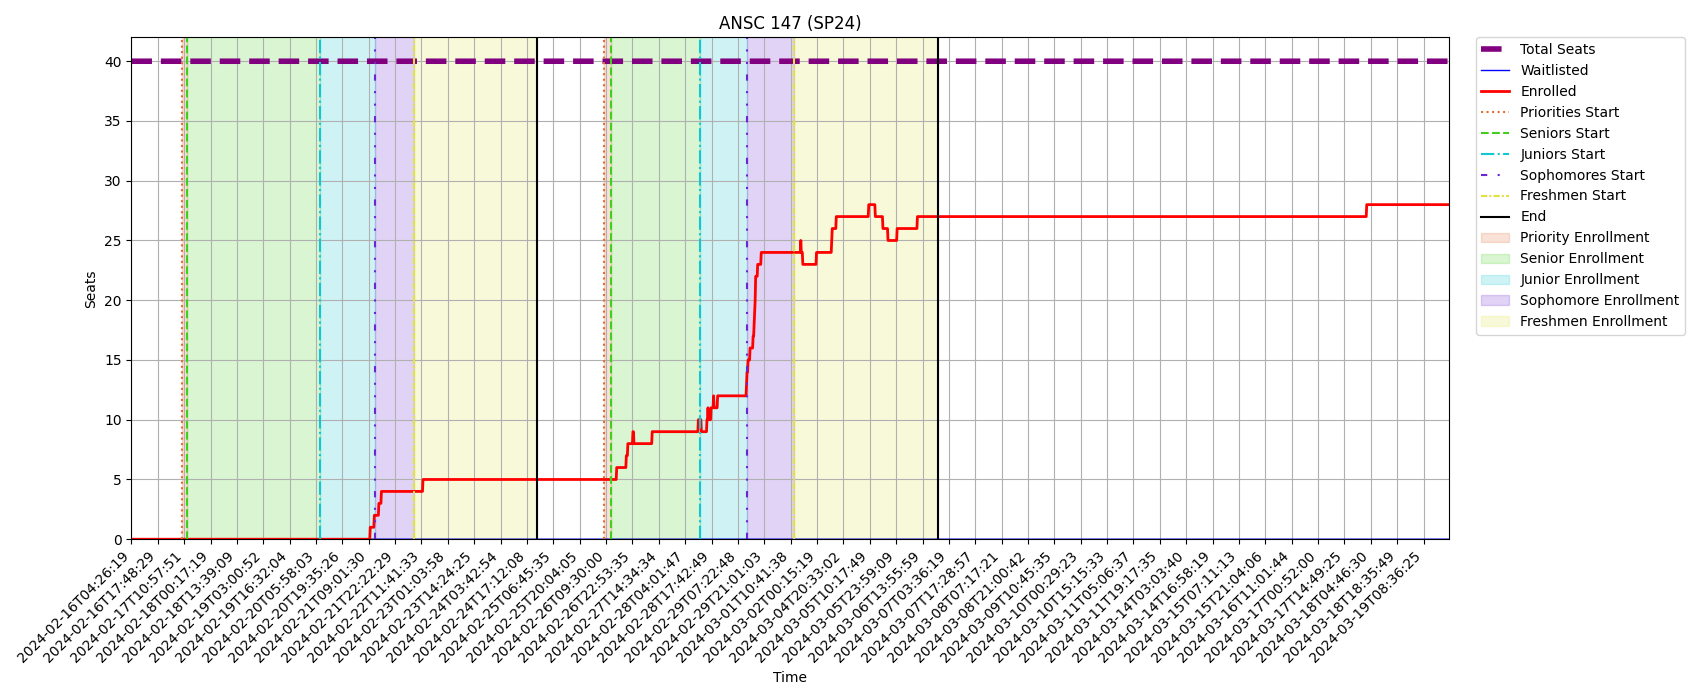 ANSC 147 (SP24)
Seats
40
35
30
25
20
15
10
5
0
2024-02-16T04:26:19
2024-02-16T17:48:29
2024-02-17T10:57:51
2024-02-18T00:17:19
2024-02-18T13:39:09
2024-02-19T03:00:52
2024-02-19T16:32:04
2024-02-20T05:58:03
2024-02-20T19:35:26
2024-02-21T09:01:30
2024-02-21T22:22:29
2024-02-22T11:41:33
2024-02-23T01:03:58
2024-02-23T14:24:25
2024-02-24T03:42:54
2024-02-24T17:12:08
2024-02-25T06:45:35
2024-02-25T20:04:05
2024-02-26T09:30:00
2024-02-26T22:53:35
2024-02-27T14:34:34
2024-02-28T04:01:47
2024-02-28T17:42:49
2024-02-29T07:22:48
2024-02-29T21:01:03
2024-03-01T10:41:38
2024-03-02T00:15:19
2024-03-04T20:33:02
2024-03-05T10:17:49
2024-03-05T23:59:09
2024-03-06T13:55:59
2024-03-07T03:36:19
2024-03-07T17:28:57
2024-03-08T07:17:21
2024-03-08T21:00:42
2024-03-09T10:45:35
2024-03-10T00:29:23
2024-03-10T15:15:33
2024-03-11T05:06:37
2024-03-11T19:17:35
2024-03-14T03:03:40
2024-03-14T16:58:19
2024-03-15T07:11:13
2024-03-15T21:04:06
2024-03-16T11:01:44
2024-03-17T00:52:00
2024-03-17T14:49:25
2024-03-18T04:46:30
2024-03-18T18:35:49
2024-03-19T08:36:25
Time
Total Seats
Waitlisted
Enrolled
Priorities Start
Seniors Start
Juniors Start
Sophomores Start
Freshmen Start
End
Priority Enrollment
Senior Enrollment
Junior Enrollment
Sophomore Enrollment
Freshmen Enrollment